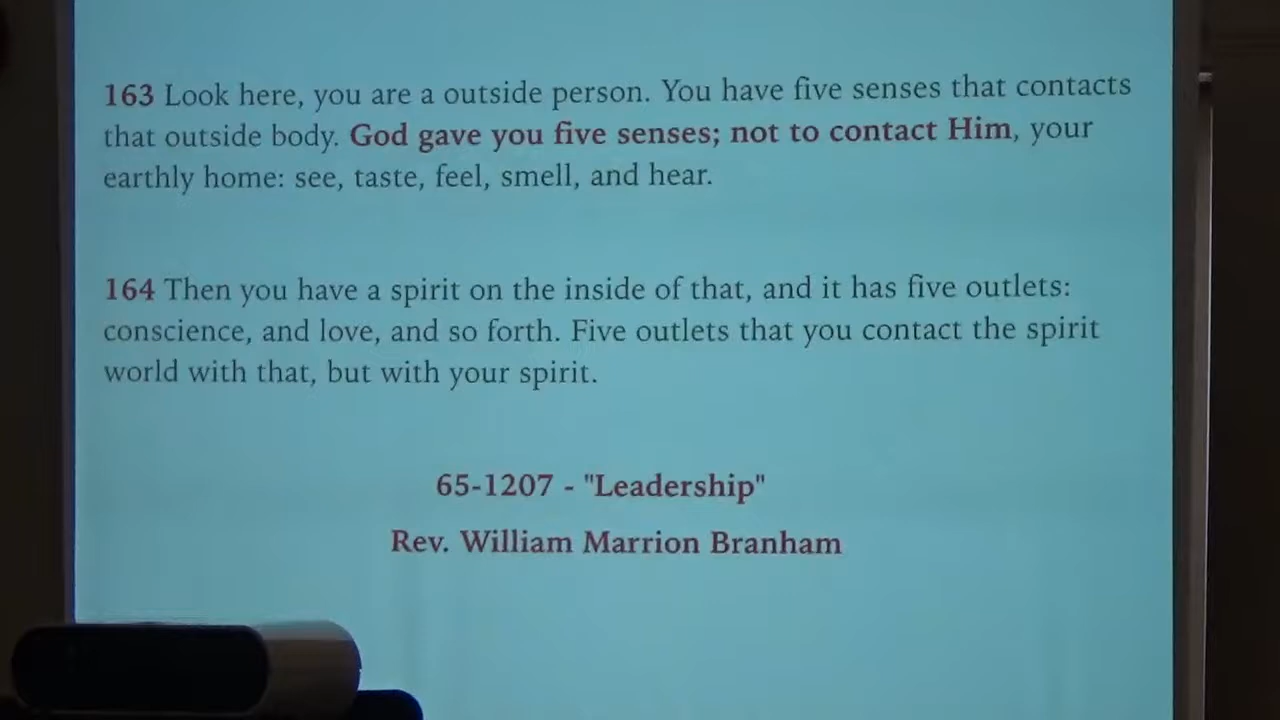 163 Look here, you are a outside person. You have five senses that contacts
that outside body. God gave you five senses; not to contact Him, your
earthly home: see, taste, feel, smell, and hear.
164 Then you have a spirit on the inside of that, and it has five outlets:
conscience, and love, and so forth. Five outlets that you contact the spirit
world with that, but with your spirit.
65-1207 - "Leadership"
Rev. William Marrion Branham